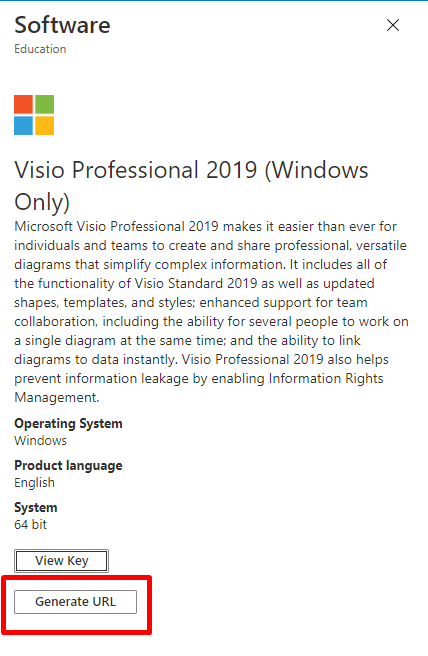 Software
Education
Visio Professional 2019 (Windows
Only)
Microsoft Visio Professional 2019 makes it easier than ever for
individuals and teams to create and share professional, versatile
diagrams that simplify complex information. It includes all of
the functionality of Visio Standard 2019 as well as updated
shapes, templates, and styles; enhanced support for team
collaboration, including the ability for several people to work on
a single diagram at the same time; and the ability to link
diagrams to data instantly. Visio Professional 2019 also helps
prevent information leakage by enabling Information Rights
Management.
Operating System
Windows
Product language
English
System
64 bit
View Key
Generate URL